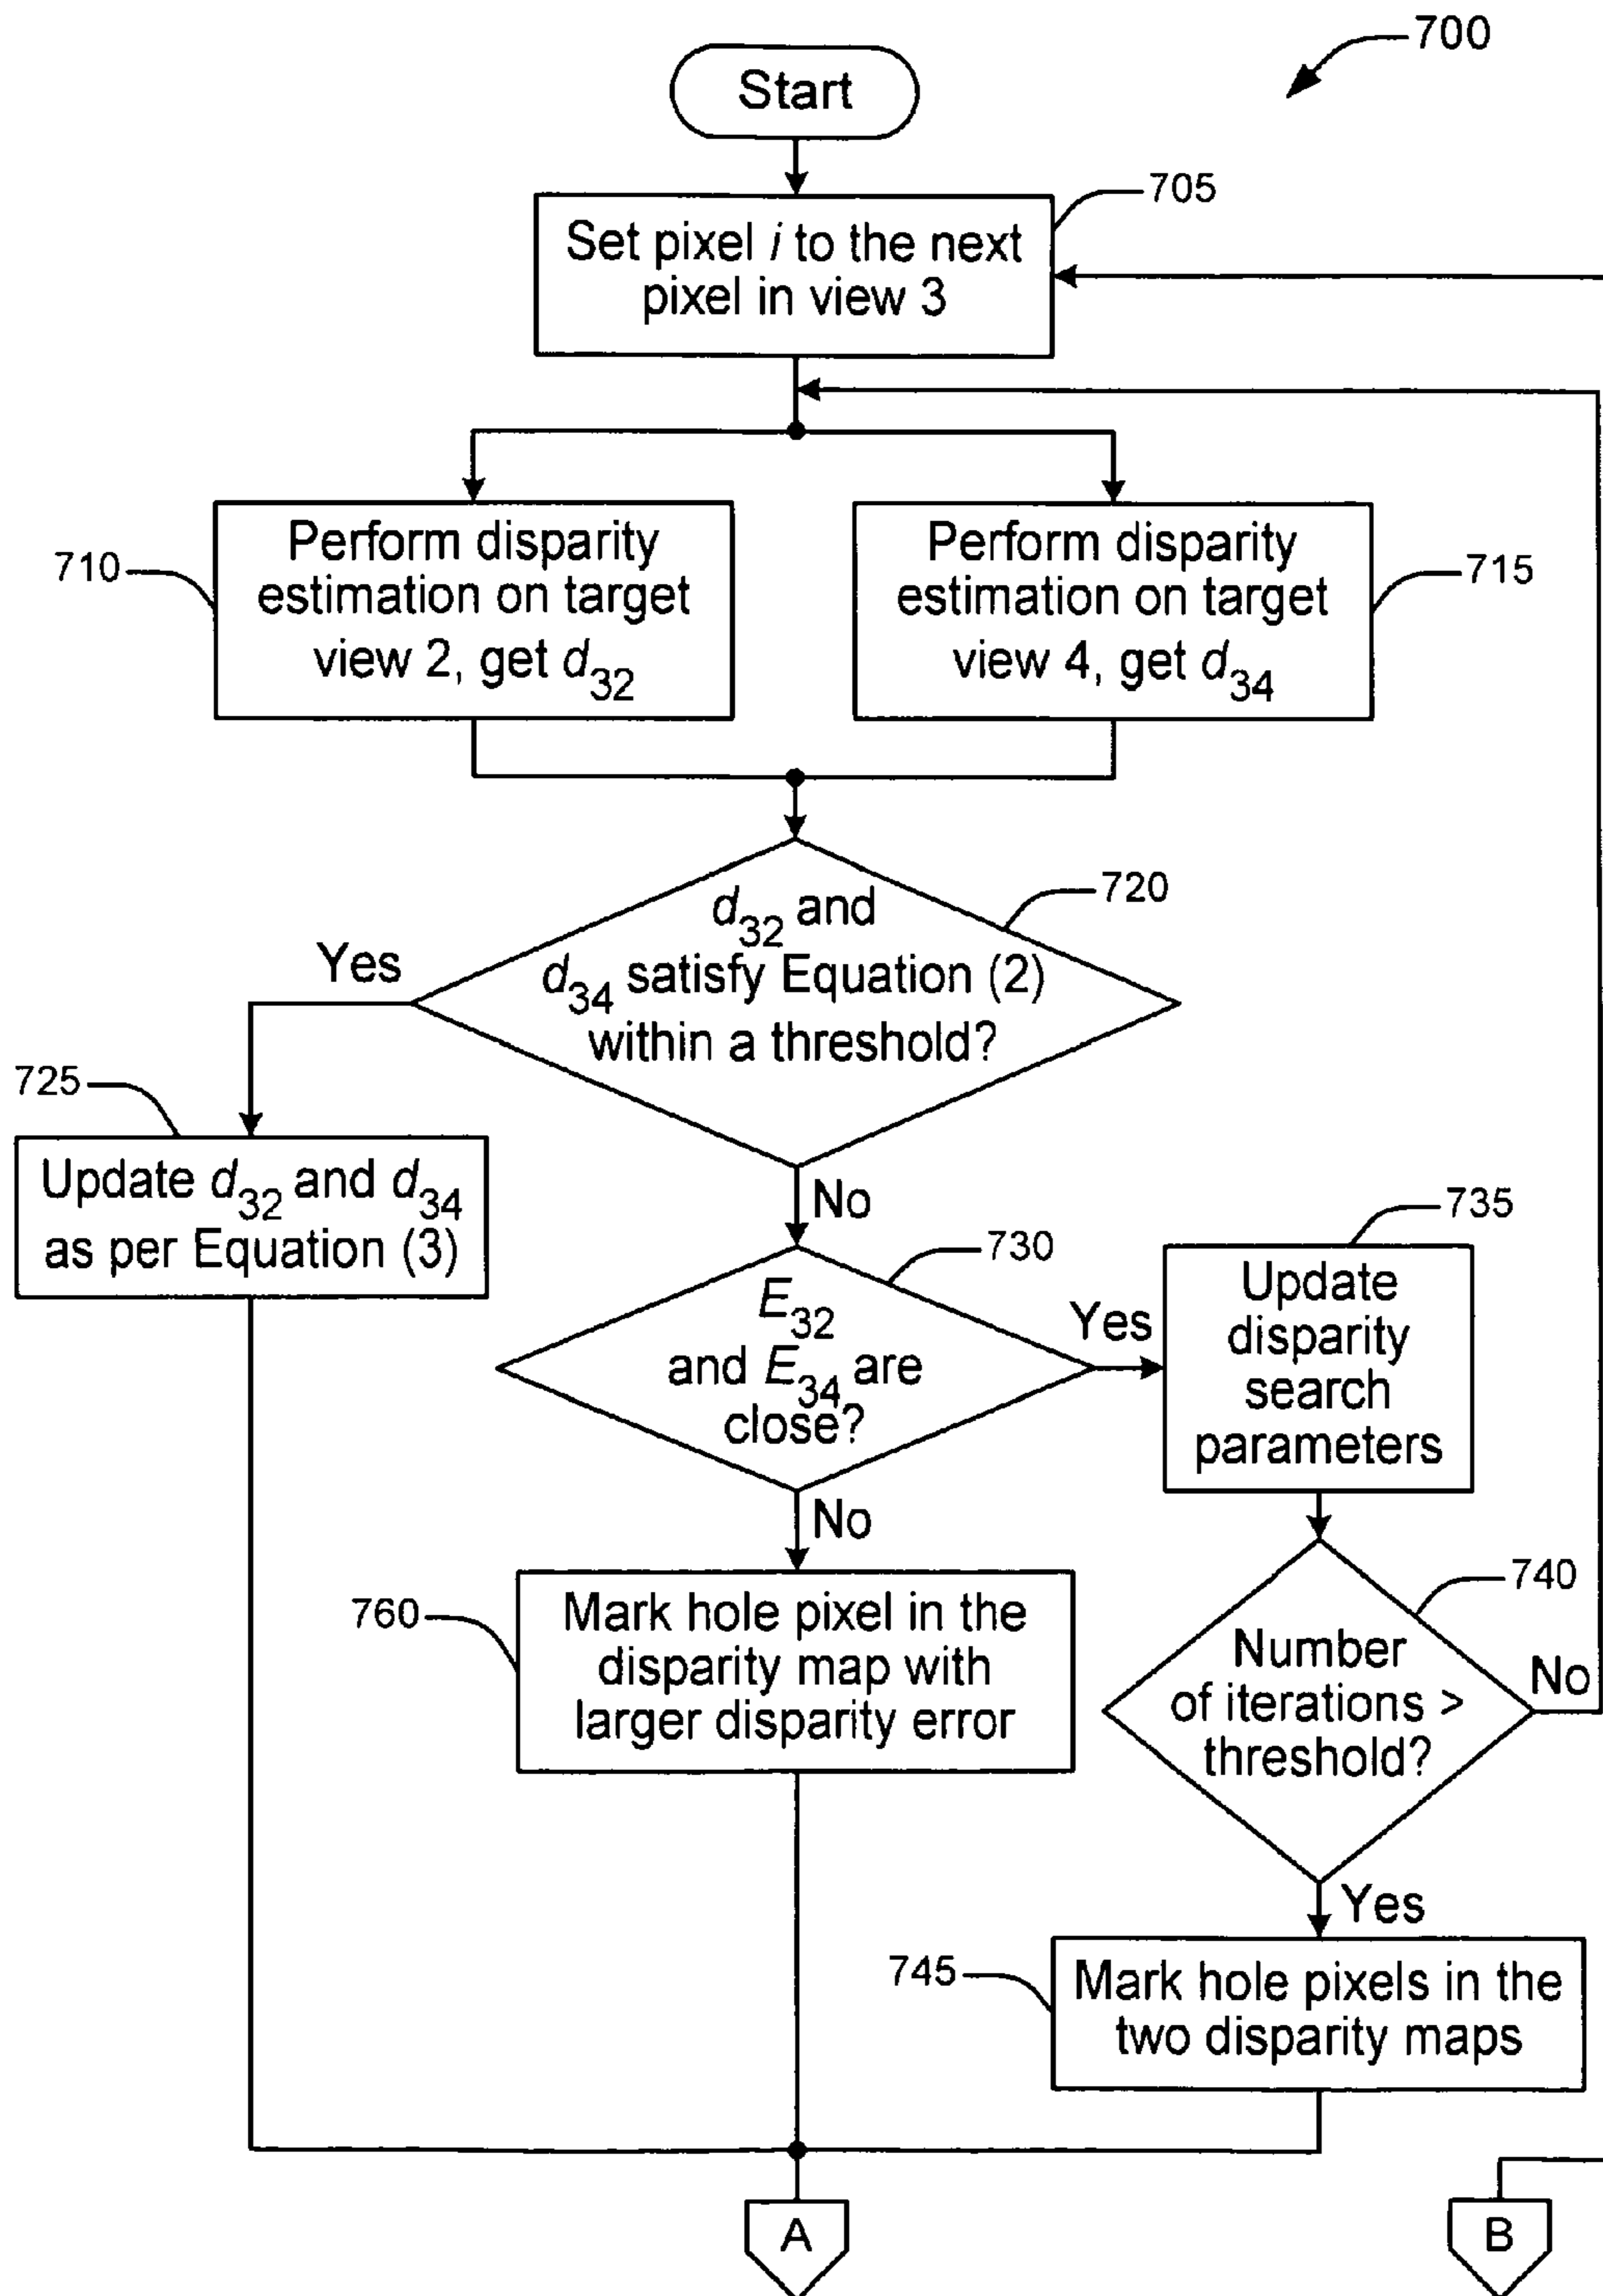 700
Start
705
Set pixel i to the next
pixel in view 3
710
Perform disparity
estimation on target
view 2, get d32
Perform disparity
estimation on target
view 4, get d34
715
720
d32 and
d34 satisfy Equation (2)
within a threshold?
Yes
No
725
Update d32 and d34
as per Equation (3)
730
E32
and E34 are
close?
Yes
No
735
Update
disparity
search
parameters
760
Mark hole pixel in the
disparity map with
larger disparity error
740
Number
of iterations >
threshold?
No
Yes
745
Mark hole pixels in the
two disparity maps
A
B